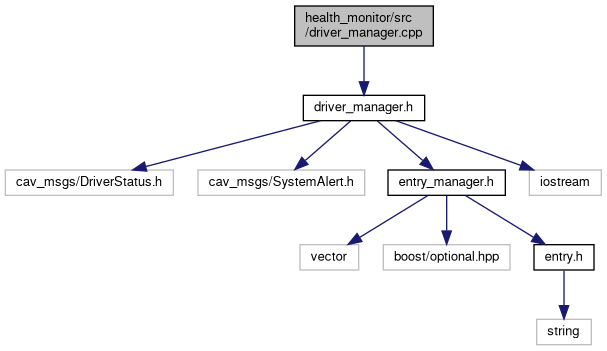 health_monitor/src
/driver_manager.cpp
driver_manager.h
cav_msgs/DriverStatus.h
cav_msgs/SystemAlert.h
entry_manager.h
iostream
vector
boost/optional.hpp
entry.h
string